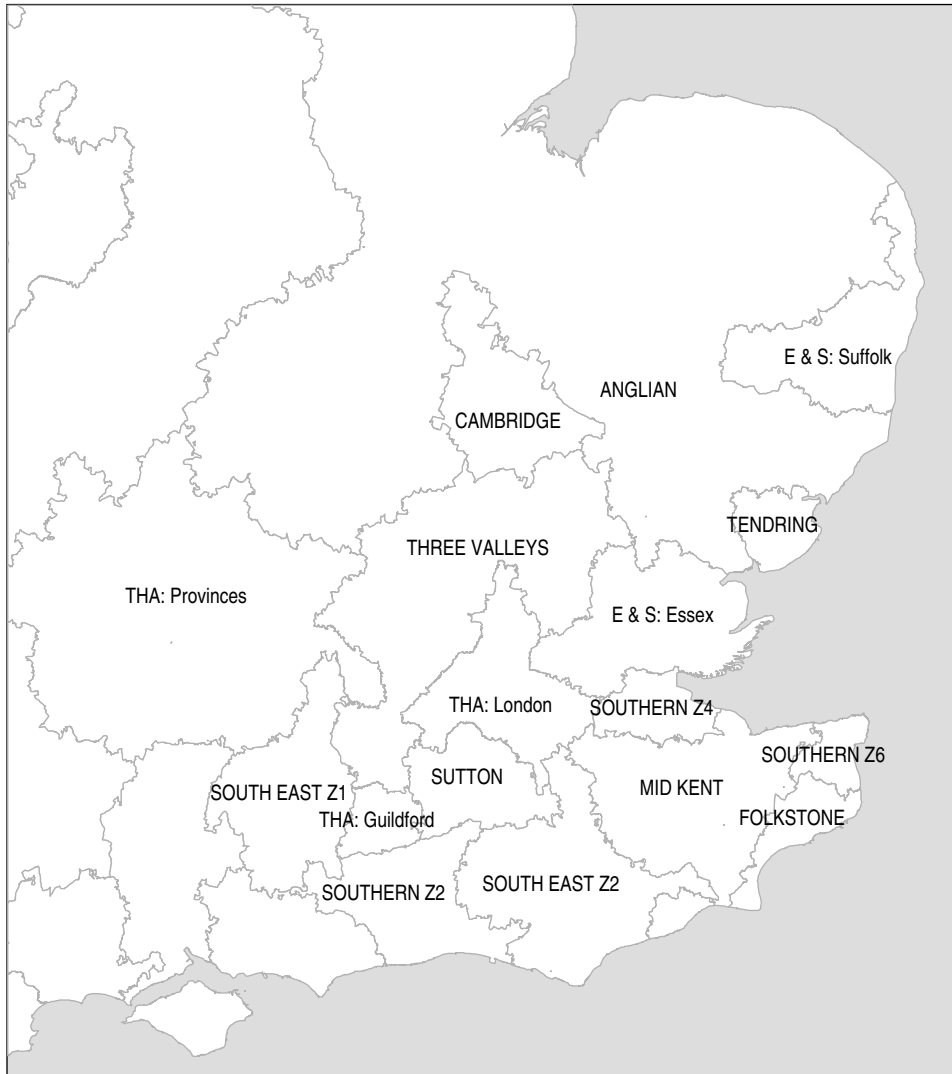 E & S: Suffolk
ANGLIAN
CAMBRIDGE
TENDRING
THREE VALLEYS
THA: Provinces
E & S: Essex
THA: London
SOUTHERN Z4
SOUTHERN Z6
SUTTON
MID KENT
SOUTH EAST Z1
THA: Guildford
FOLKSTONE
SOUTHERN Z2
SOUTH EAST Z2